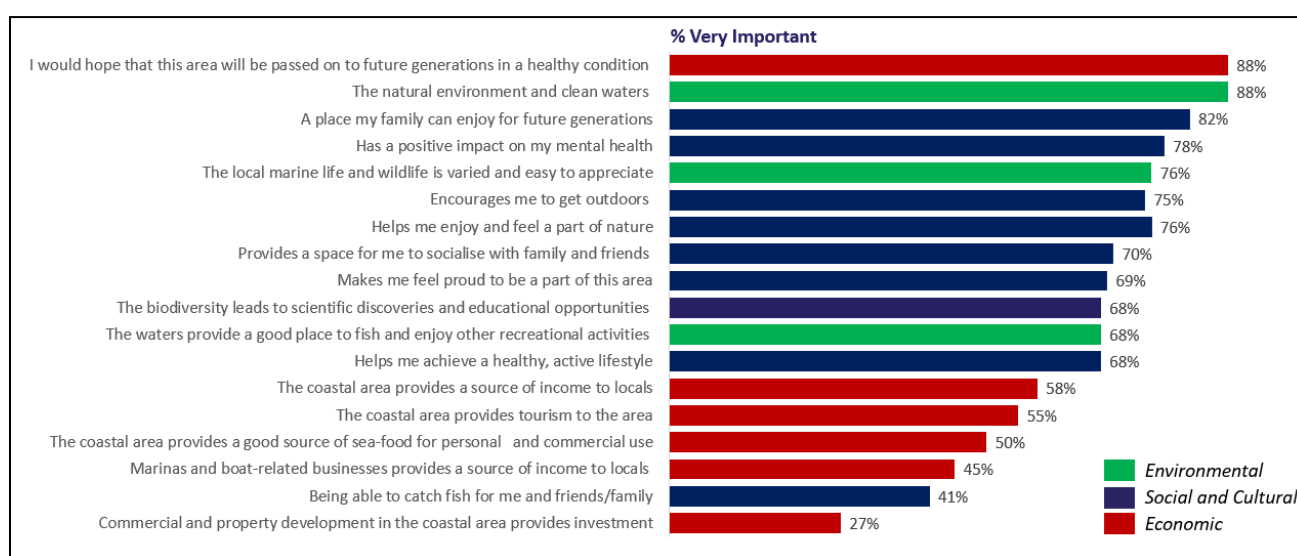 % Very Important
I would hope that this area will be passed on to future generations in a healthy condition 88%
The natural environment and clean waters 88%
A place my family can enjoy for future generations 82%
Has a positive impact on my mental health 78%
The local marine life and wildlife is varied and easy to appreciate 76%
Encourages me to get outdoors 75%
Helps me enjoy and feel a part of nature 76%
Provides a space for me to socialise with family and friends 70%
Makes me feel proud to be a part of this area 69%
The biodiversity leads to scientific discoveries and educational opportunities 68%
The waters provide a good place to fish and enjoy other recreational activities 68%
Helps me achieve a healthy, active lifestyle 68%
The coastal area provides a source of income to locals 58%
The coastal area provides tourism to the area 55%
The coastal area provides a good source of sea-food for personal and commercial use 50%
Marinas and boat-related businesses provides a source of income to locals 45%
Being able to catch fish for me and friends/family 41%
Commercial and property development in the coastal area provides investment 27%
Environmental
Social and Cultural
Economic